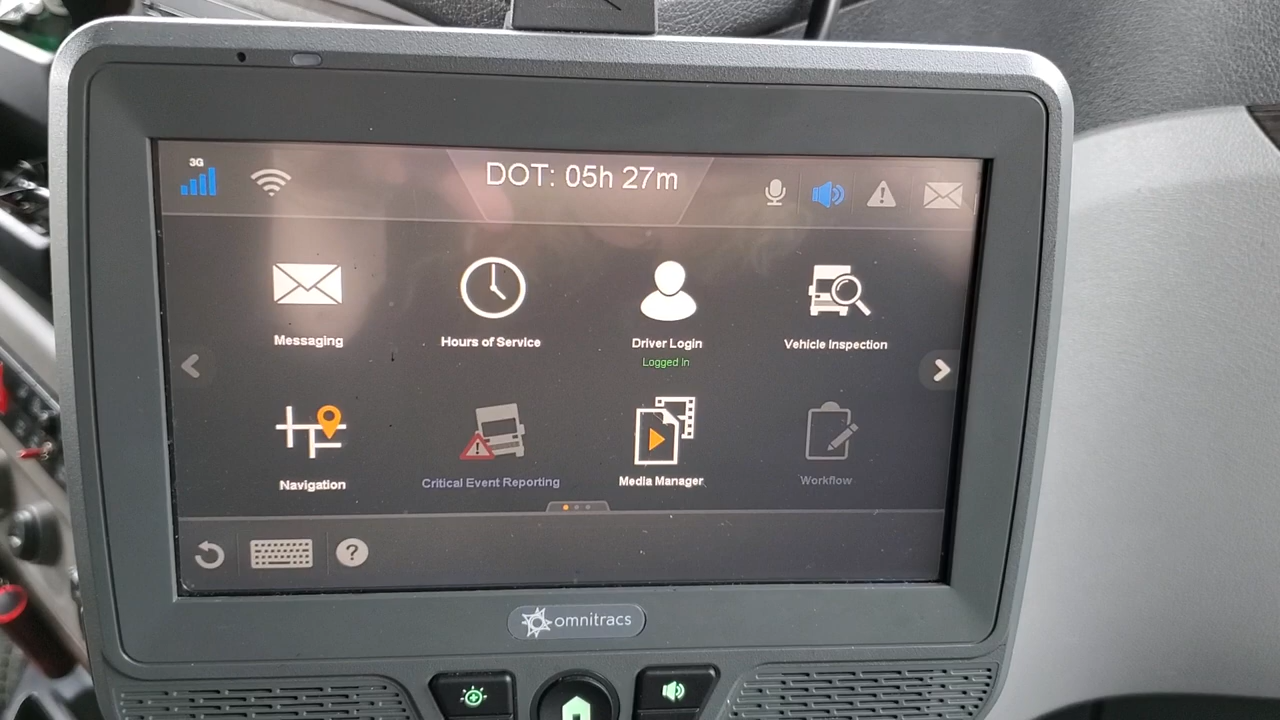 3G
DOT: 05h 27m
Messaging
Hours of Service
Driver Login
Logged In
Vehicle Inspection
Navigation
Critical Event Reporting
Media Manager
Workflow
?
omnitracs